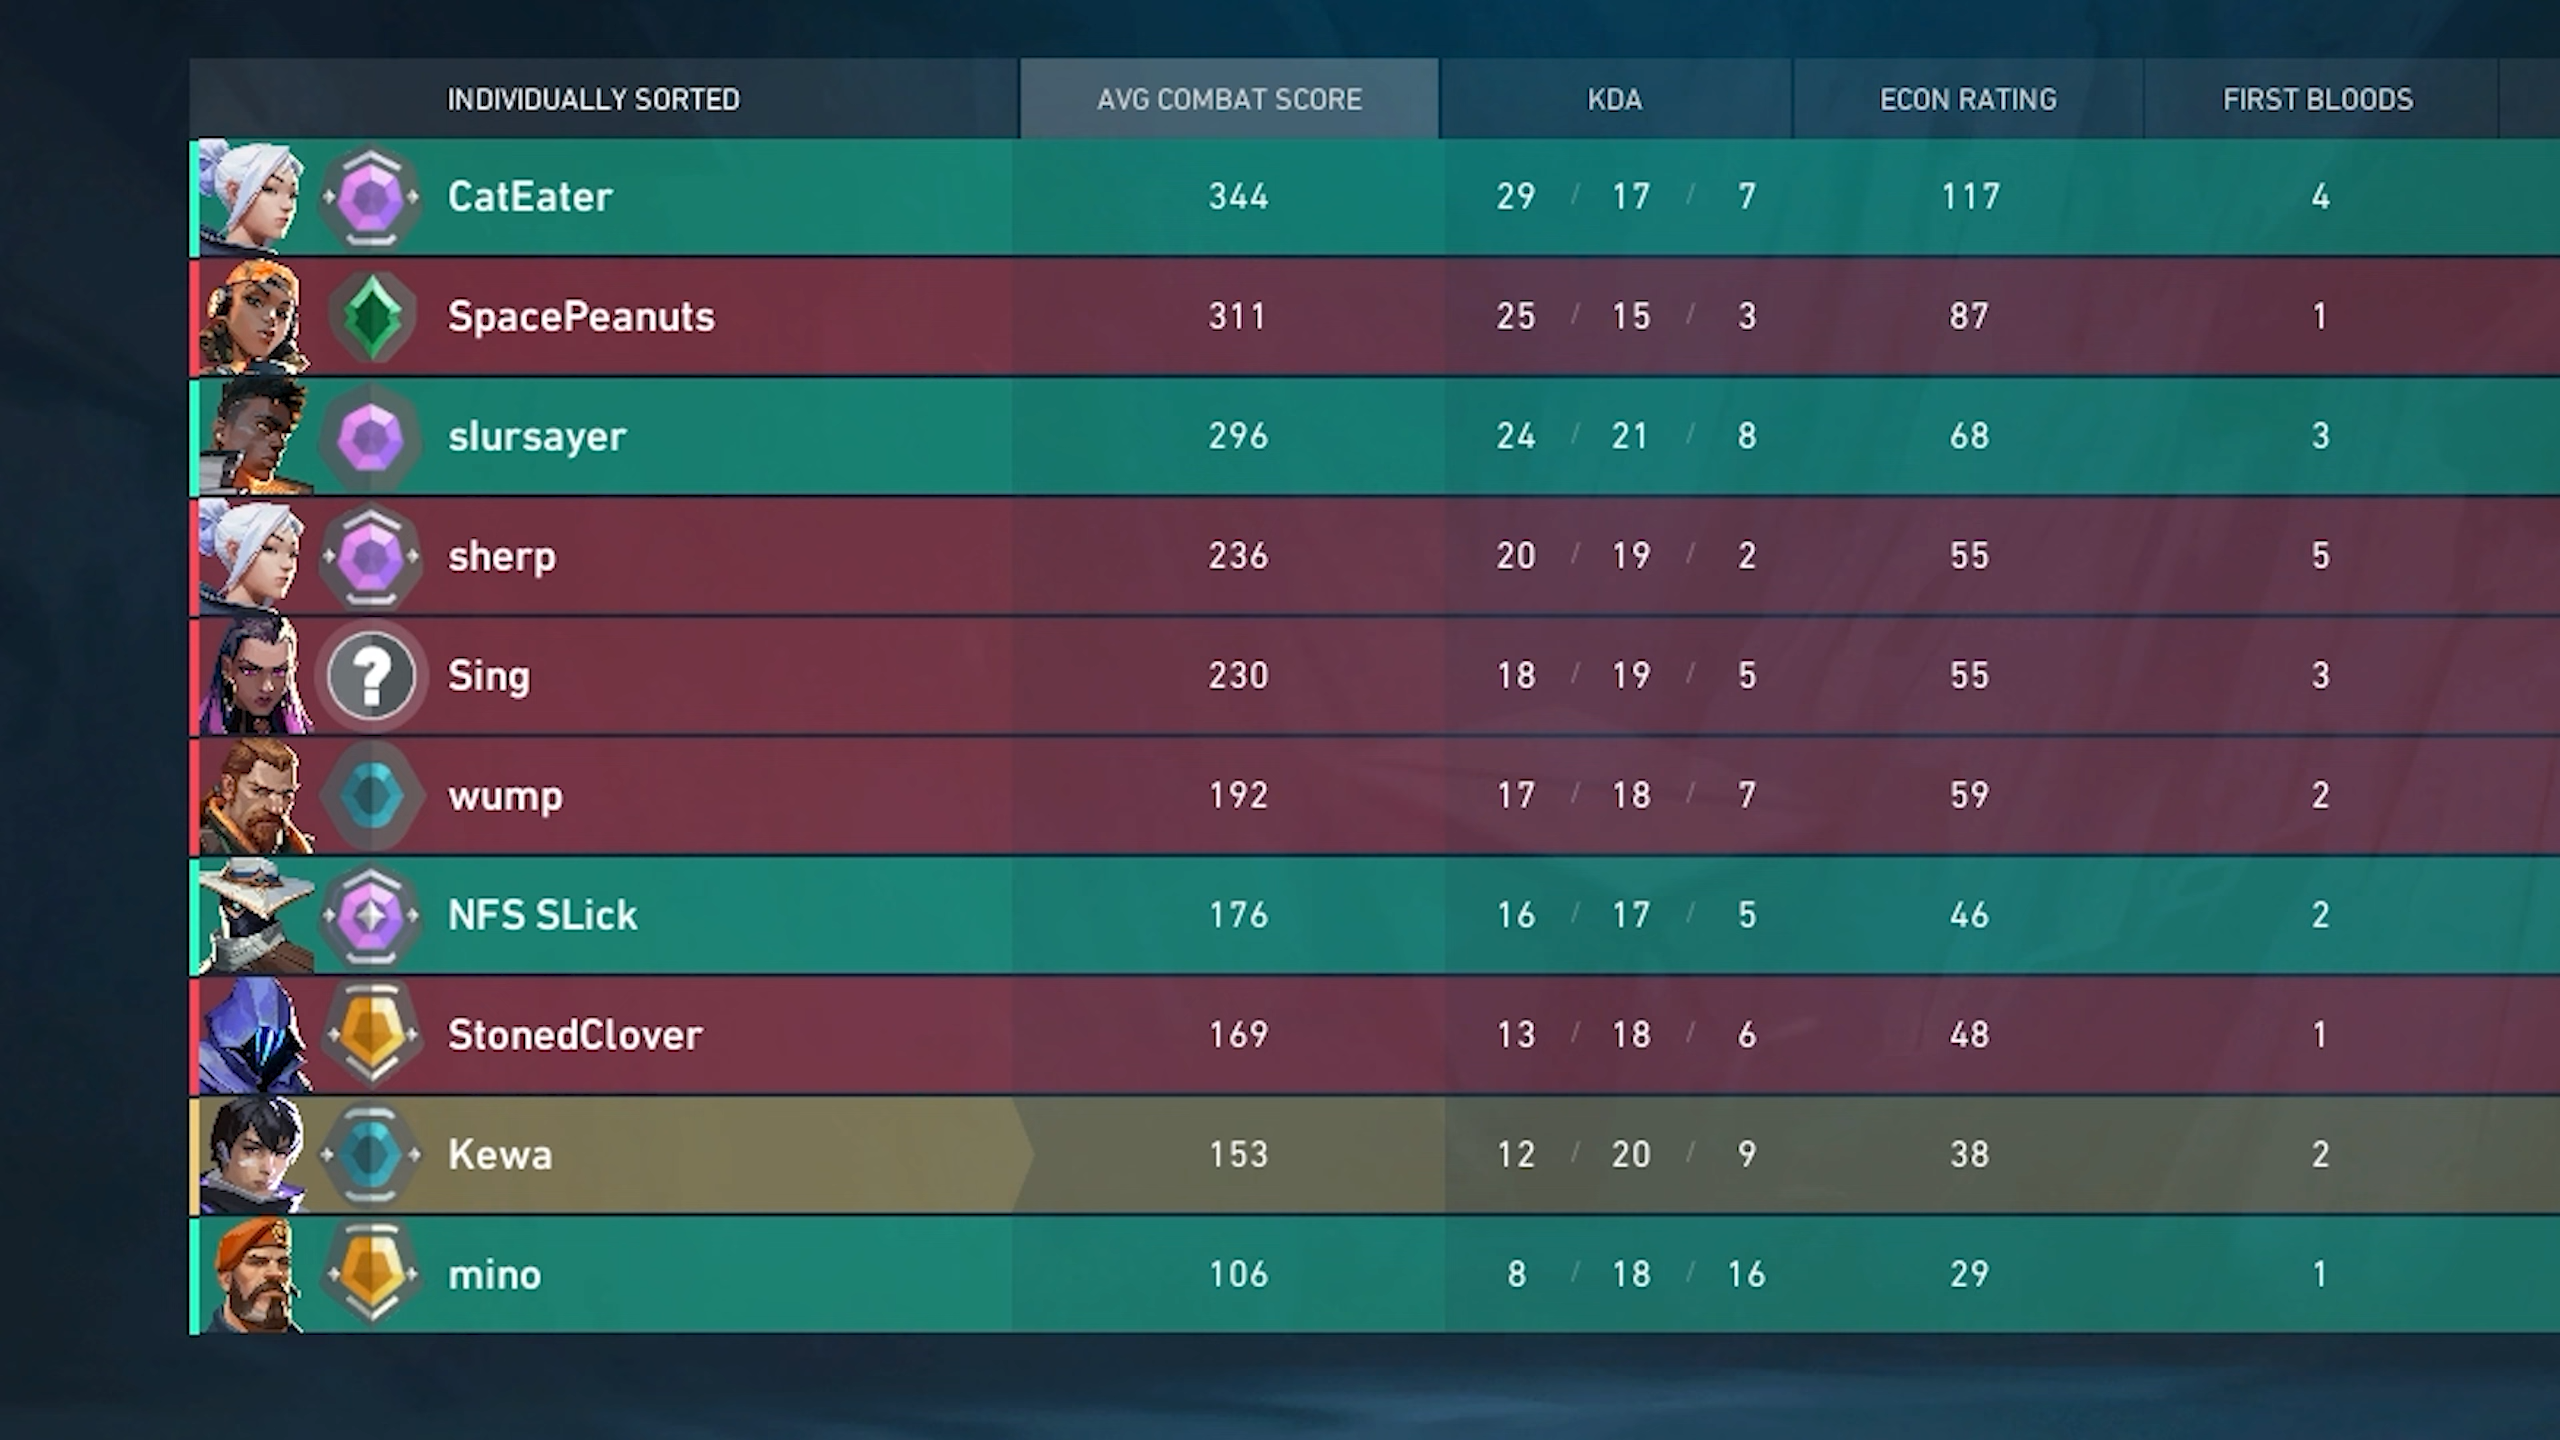 INDIVIDUALLY SORTED AVG COMBAT SCORE KDA ECON RATING FIRST BLOODS
CatEater 344 29 / 17 / 7 117 4
SpacePeanuts 311 25 / 15 / 3 87 1
slursayer 296 24 / 21 / 8 68 3
sherp 236 20 / 19 / 2 55 5
? Sing 230 18 / 19 / 5 55 3
wump 192 17 / 18 / 7 59 2
NFS SLick 176 16 / 17 / 5 46 2
StonedClover 169 13 / 18 / 6 48 1
Kewa 153 12 / 20 / 9 38 2
mino 106 8 / 18 / 16 29 1